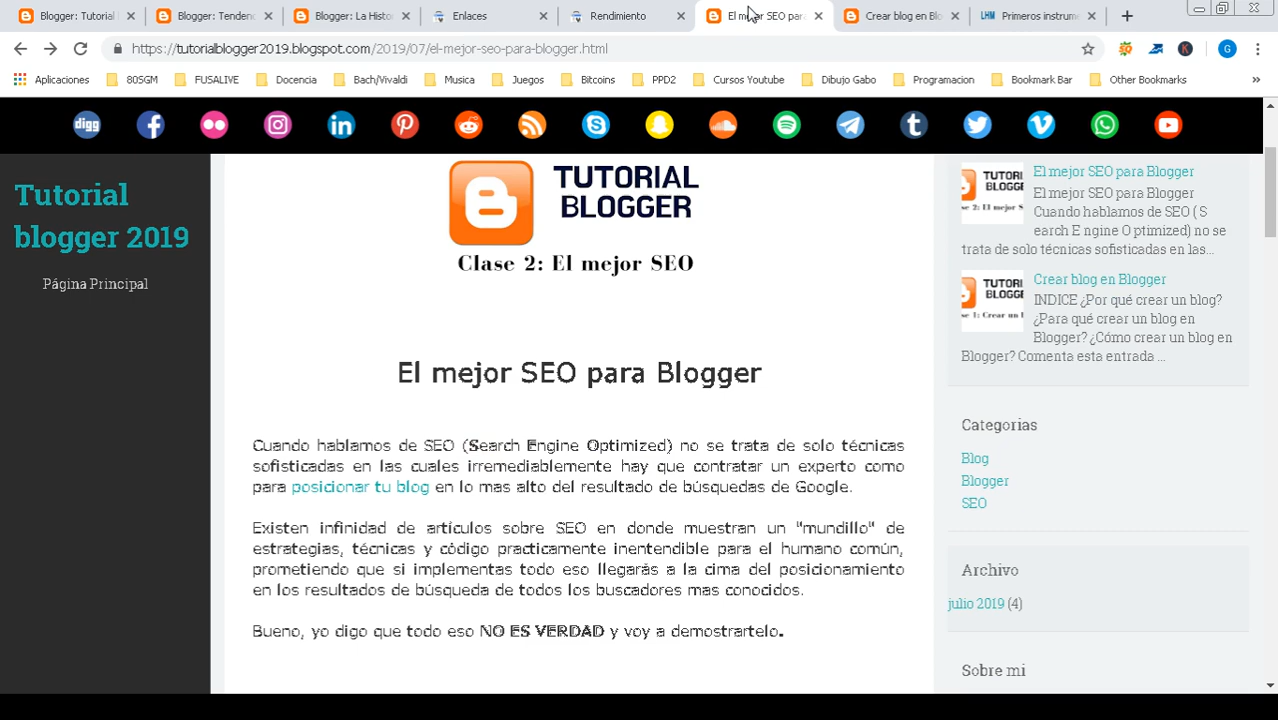 Blogger: Tutorial
Blogger: Tendenc
Blogger: La Histo
Enlaces
Rendimiento
El mejor SEO para
Crear blog en Blo
Primeros instrume
https://tutorialblogger2019.blogspot.com/2019/07/el-mejor-seo-para-blogger.html
Aplicaciones
80SGM
FUSALIVE
Docencia
Bach/Vivaldi
Musica
Juegos
Bitcoins
PPD2
Cursos Youtube
Dibujo Gabo
Programacion
Bookmark Bar
Other Bookmarks
digg
Tutorial
blogger 2019
Página Principal
TUTORIAL
BLOGGER
Clase 2: El mejor SEO
El mejor SEO para Blogger
Cuando hablamos de SEO (Search Engine Optimized) no se trata de solo técnicas
sofisticadas en las cuales irremediablemente hay que contratar un experto como
para posicionar tu blog en lo mas alto del resultado de búsquedas de Google.
Existen infinidad de artículos sobre SEO en donde muestran un "mundillo" de
estrategias, técnicas y código practicamente inentendible para el humano común,
prometiendo que si implementas todo eso llegarás a la cima del posicionamiento
en los resultados de búsqueda de todos los buscadores mas conocidos.
Bueno, yo digo que todo eso NO ES VERDAD y voy a demostrartelo.
El mejor SEO para Blogger
El mejor SEO para Blogger
Cuando hablamos de SEO ( S
earch E ngine O ptimized) no se
trata de solo técnicas sofisticadas en las...
Crear blog en Blogger
INDICE ¿Por qué crear un blog?
¿Para qué crear un blog en
Blogger? ¿Cómo crear un blog en
Blogger? Comenta esta entrada ...
Categorias
Blog
Blogger
SEO
Archivo
julio 2019 (4)
Sobre mi